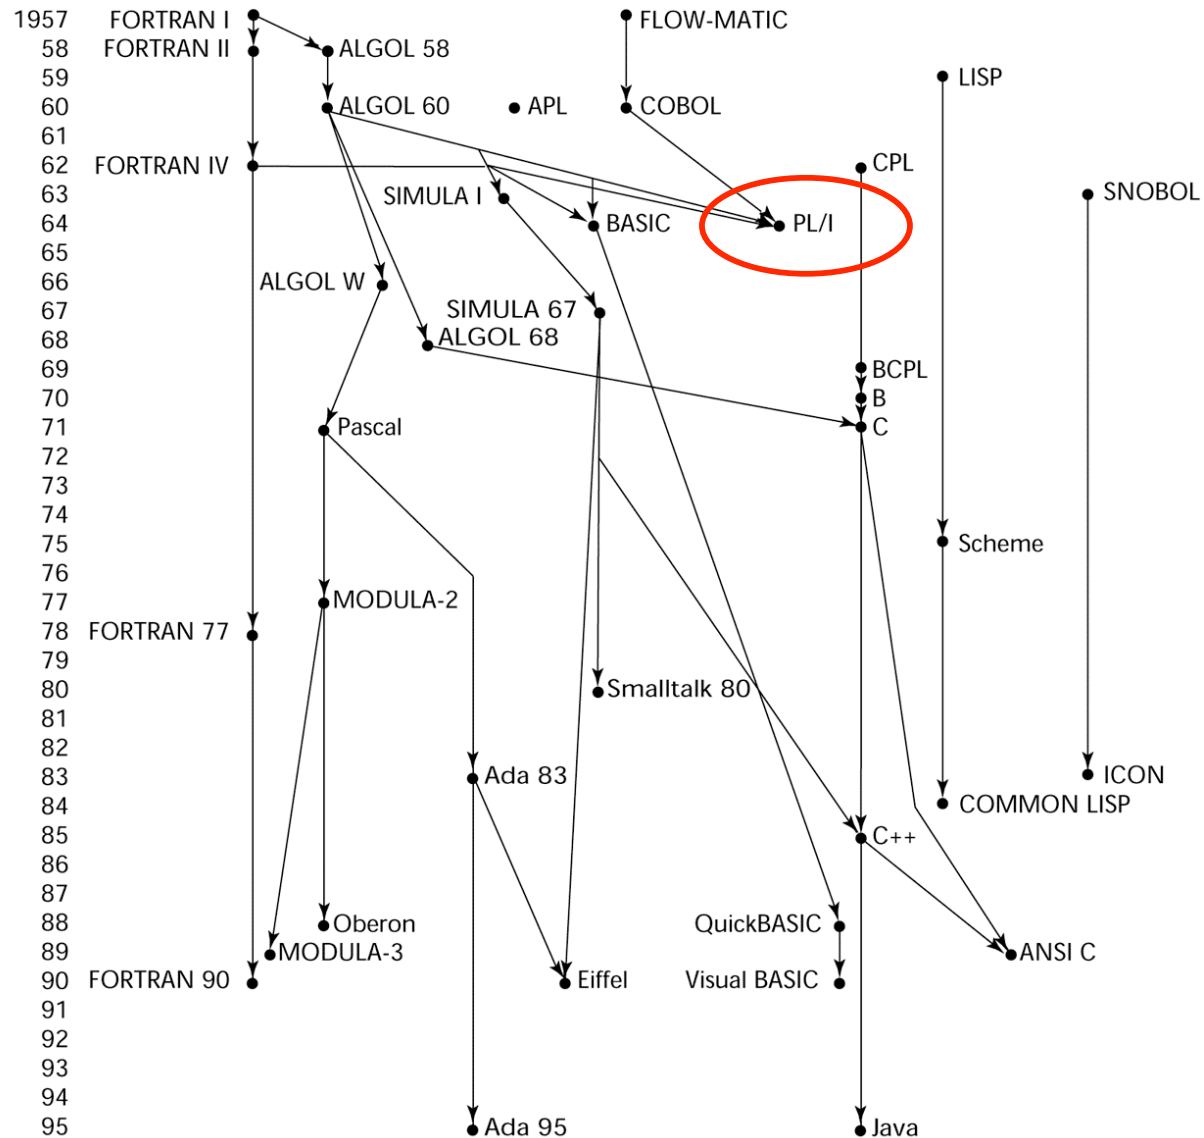 1957 FORTRAN I FLOW-MATIC
58 FORTRAN II ALGOL 58
59 LISP
60 ALGOL 60 APL COBOL
61
62 FORTRAN IV CPL
63 SIMULA I SNOBOL
64 BASIC PL/I
65
66 ALGOL W
67 SIMULA 67
68 ALGOL 68
69 BCPL
70 B
71 Pascal C
72
73
74
75 Scheme
76
77 MODULA-2
78 FORTRAN 77
79
80 Smalltalk 80
81
82
83 Ada 83 ICON
84 COMMON LISP
85 C++
86
87
88 Oberon QuickBASIC
89 MODULA-3 ANSI C
90 FORTRAN 90 Eiffel Visual BASIC
91
92
93
94
95 Ada 95 Java